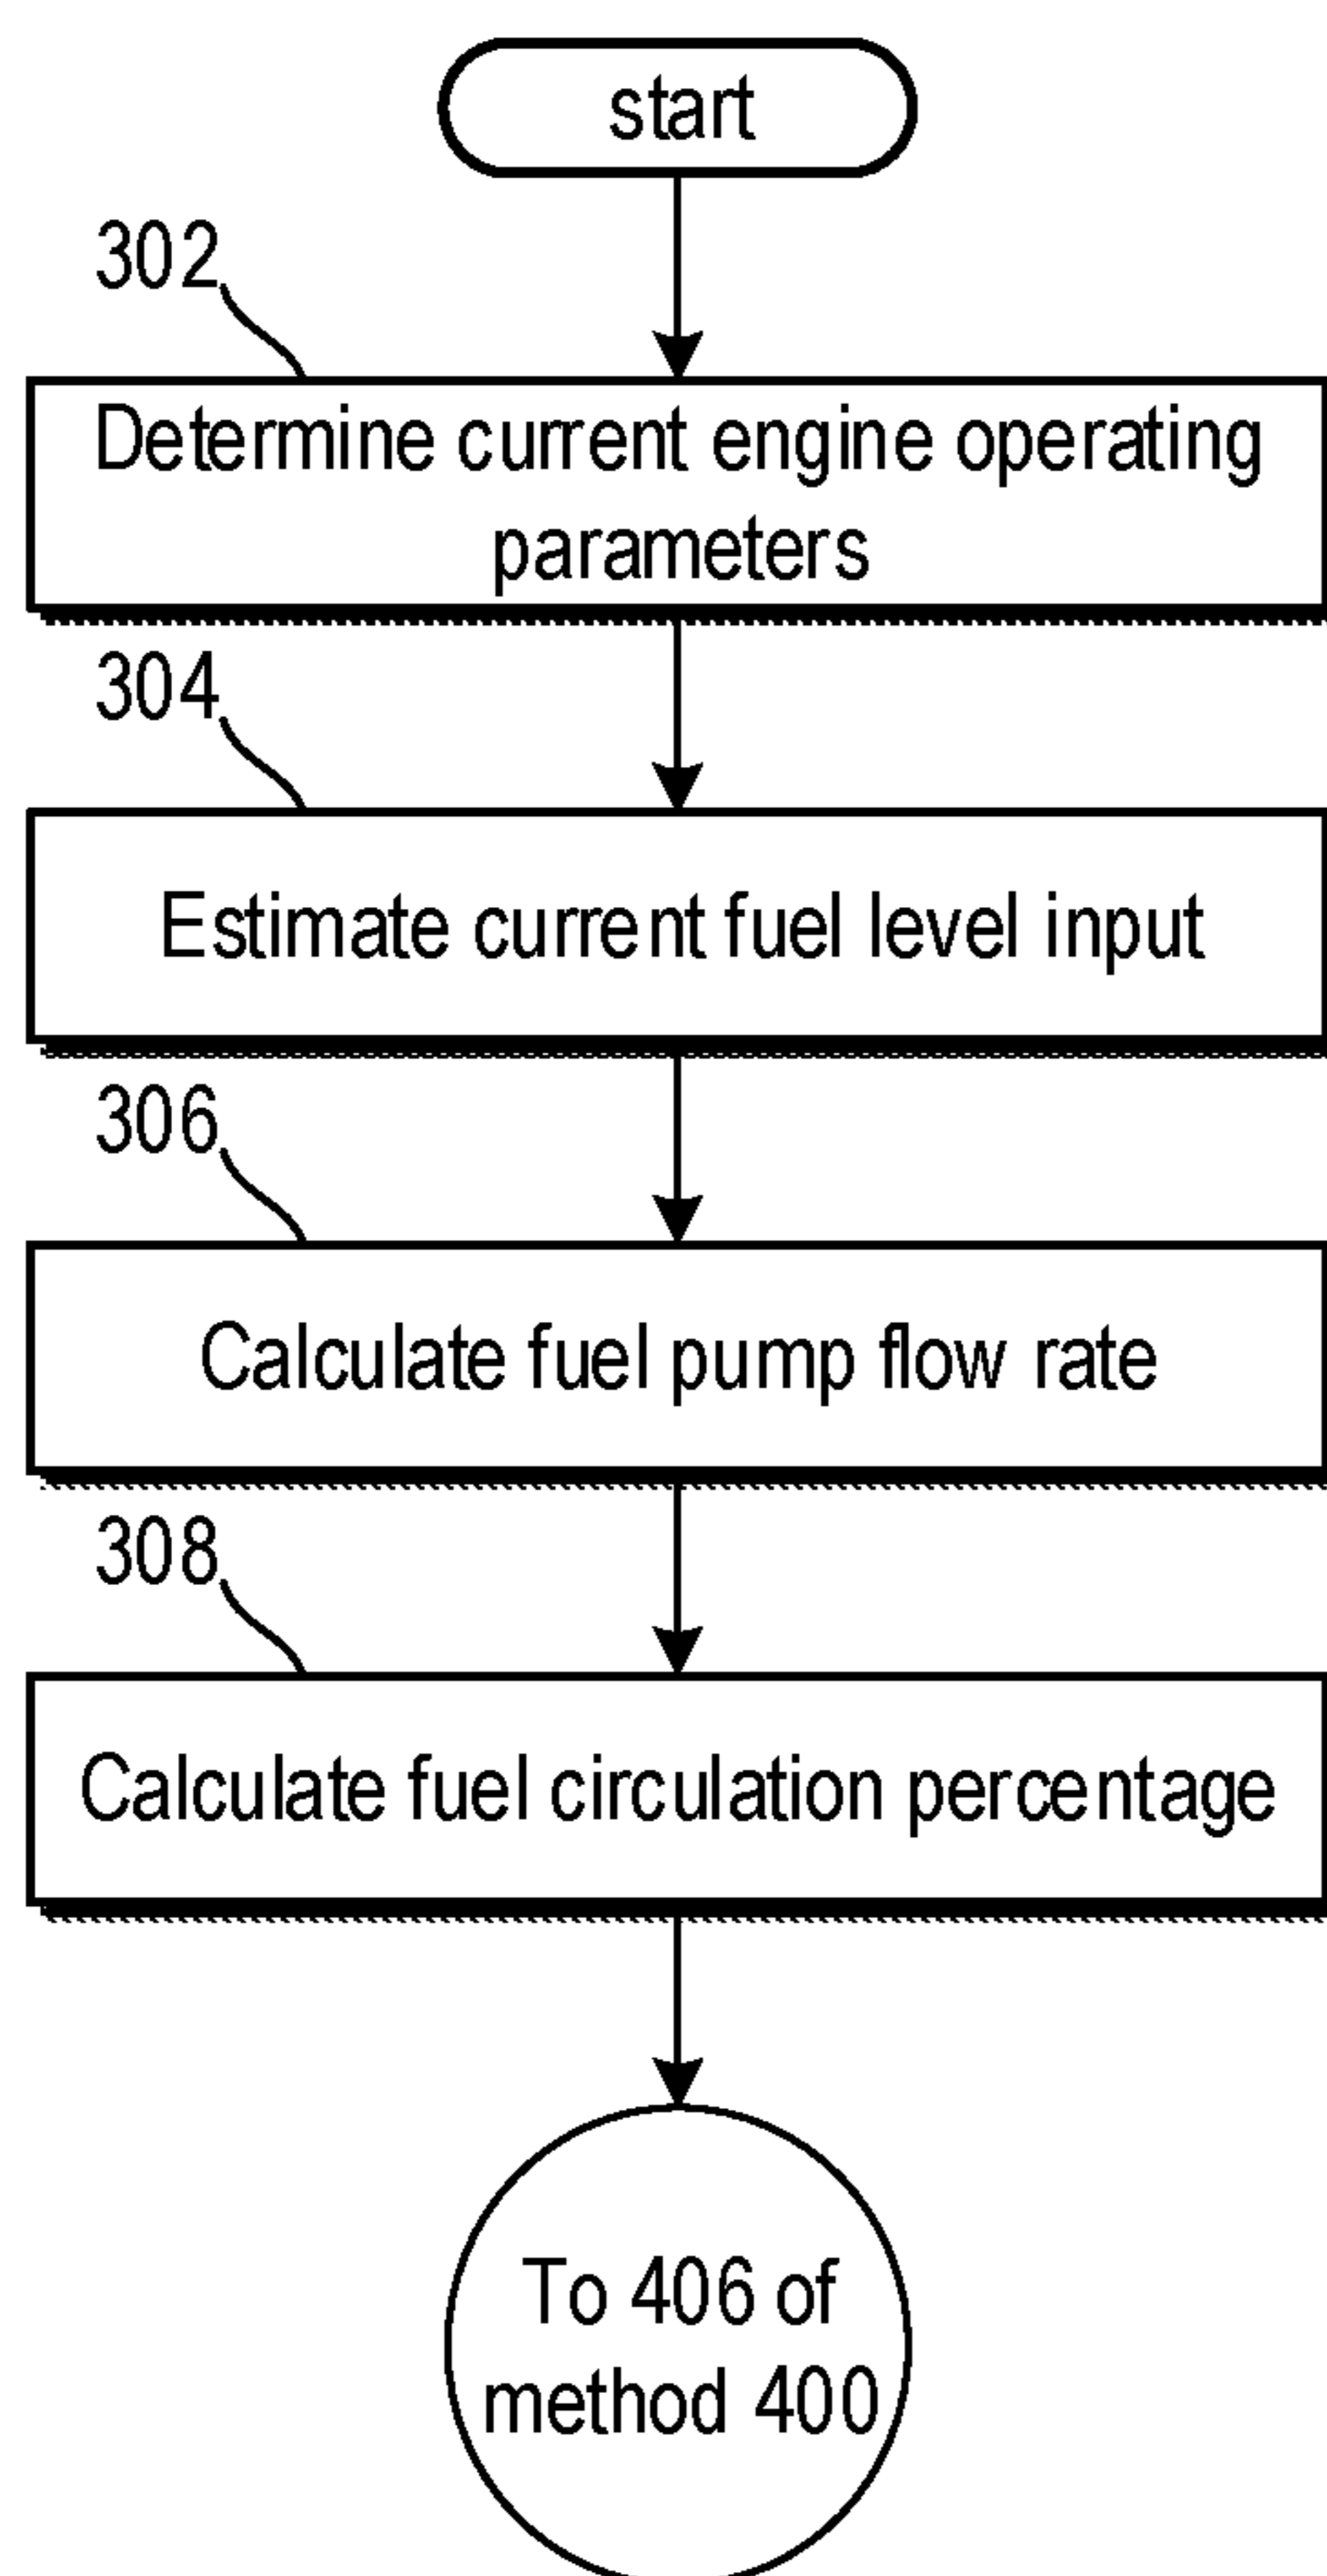 start
302
Determine current engine operating
parameters
304
Estimate current fuel level input
306
Calculate fuel pump flow rate
308
Calculate fuel circulation percentage
To 406 of
method 400